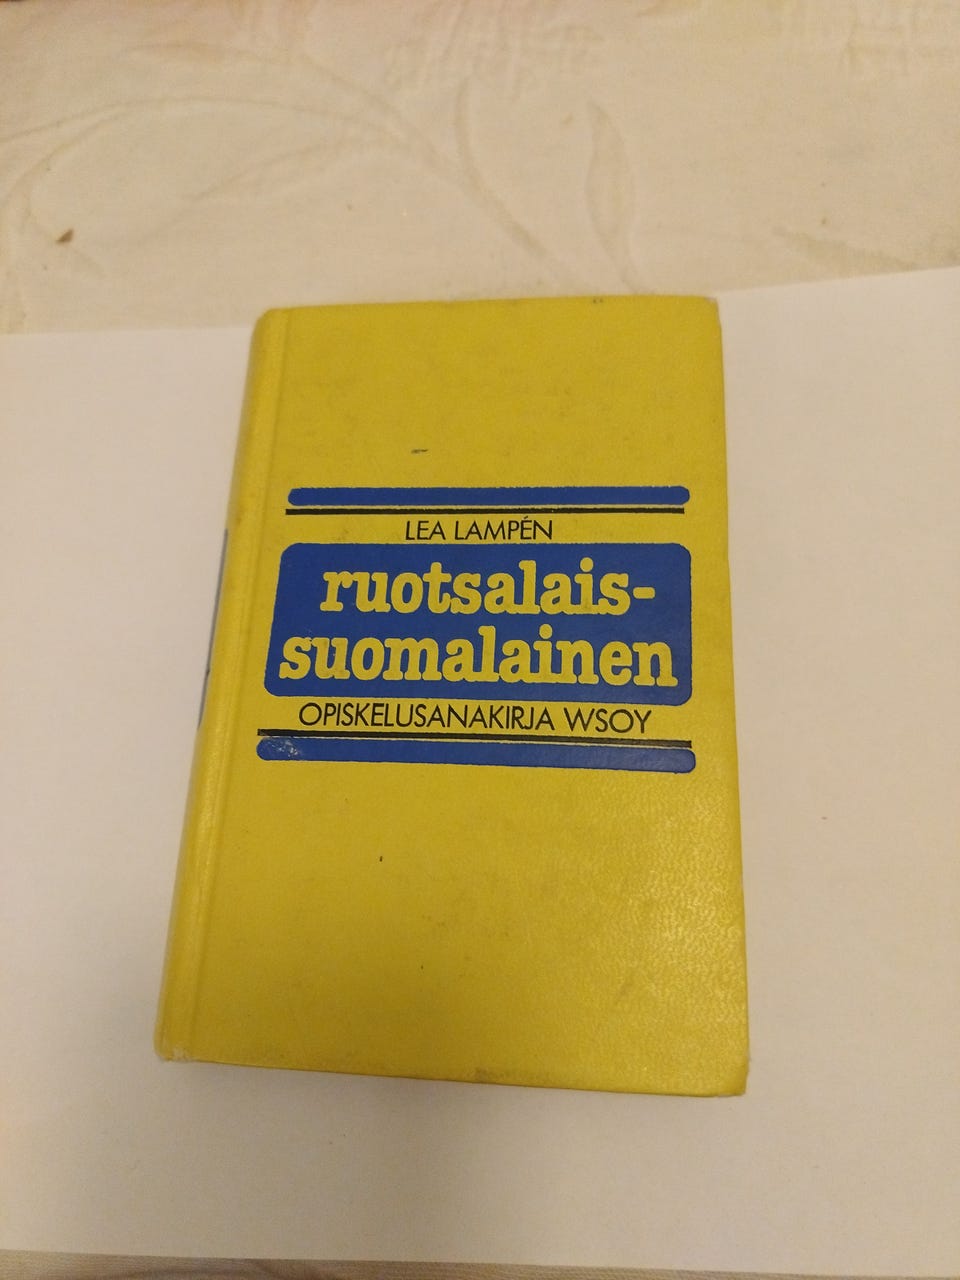 LEA LAMPÉN
ruotsalais-
suomalainen
OPISKELUSANAKIRJA WSOY